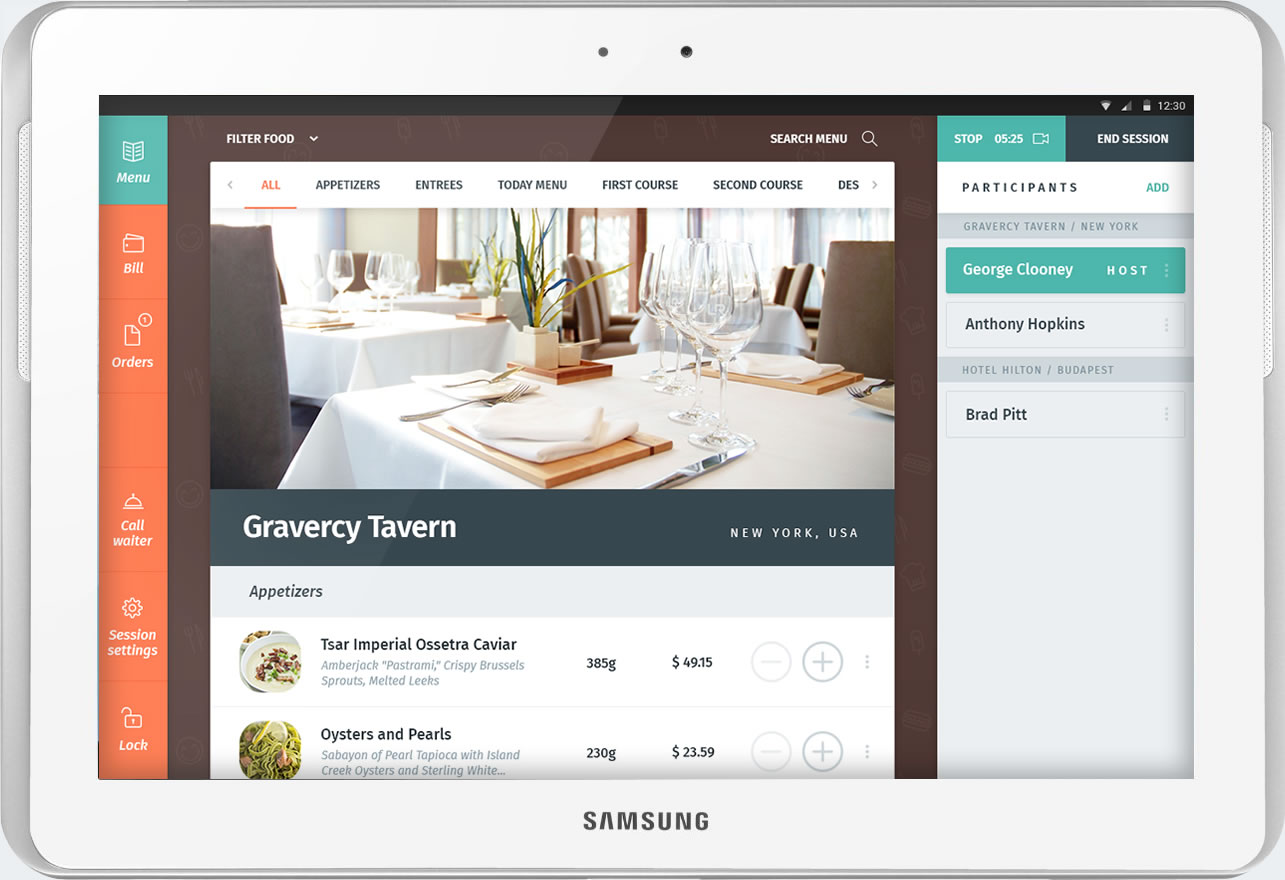 12:30
Menu
Bill
1
Orders
Call
waiter
Session
settings
Lock
FILTER FOOD
SEARCH MENU
ALL APPETIZERS ENTREES TODAY MENU FIRST COURSE SECOND COURSE DES
Gravercy Tavern
NEW YORK, USA
Appetizers
Tsar Imperial Ossetra Caviar
Amberjack "Pastrami," Crispy Brussels
Sprouts, Melted Leeks
385g
$ 49.15
Oysters and Pearls
Sabayon of Pearl Tapioca with Island
Creek Oysters and Sterling White...
230g
$ 23.59
STOP 05:25
END SESSION
PARTICIPANTS
ADD
GRAVERCY TAVERN / NEW YORK
George Clooney HOST
Anthony Hopkins
HOTEL HILTON / BUDAPEST
Brad Pitt
SAMSUNG